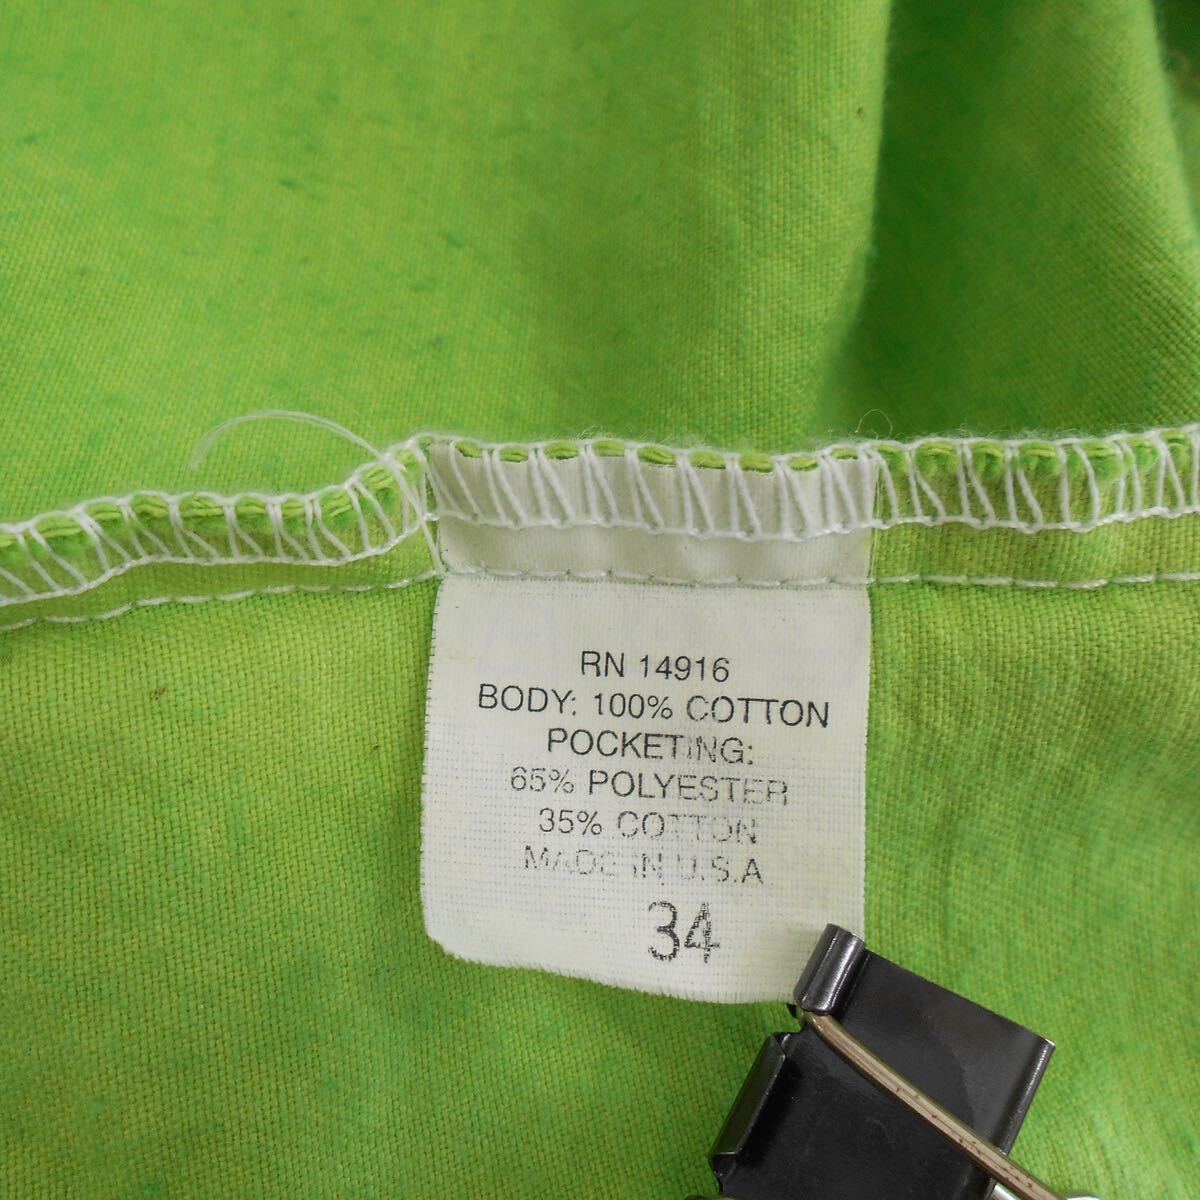 RN 14916
BODY: 100% COTTON
POCKETING:
65% POLYESTER
35% COTTON
MADE IN U.S.A
34